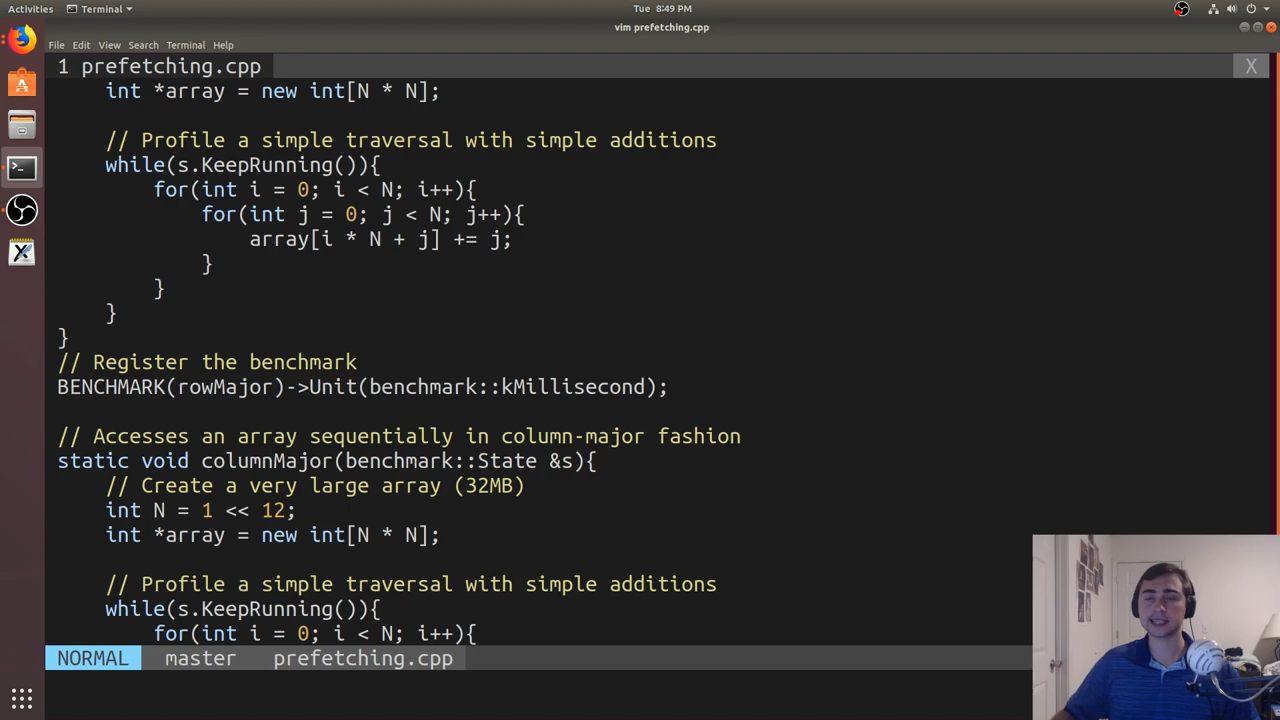 Activities Terminal Tue 8:49 PM
vim prefetching.cpp
File Edit View Search Terminal Help
1 prefetching.cpp X
int *array = new int[N * N];
// Profile a simple traversal with simple additions
while(s.KeepRunning()){
for(int i = 0; i < N; i++){
for(int j = 0; j < N; j++){
array[i * N + j] += j;
}
}
}
}
// Register the benchmark
BENCHMARK(rowMajor)->Unit(benchmark::kMillisecond);
// Accesses an array sequentially in column-major fashion
static void columnMajor(benchmark::State &s){
// Create a very large array (32MB)
int N = 1 << 12;
int *array = new int[N * N];
// Profile a simple traversal with simple additions
while(s.KeepRunning()){
for(int i = 0; i < N; i++){
NORMAL master prefetching.cpp